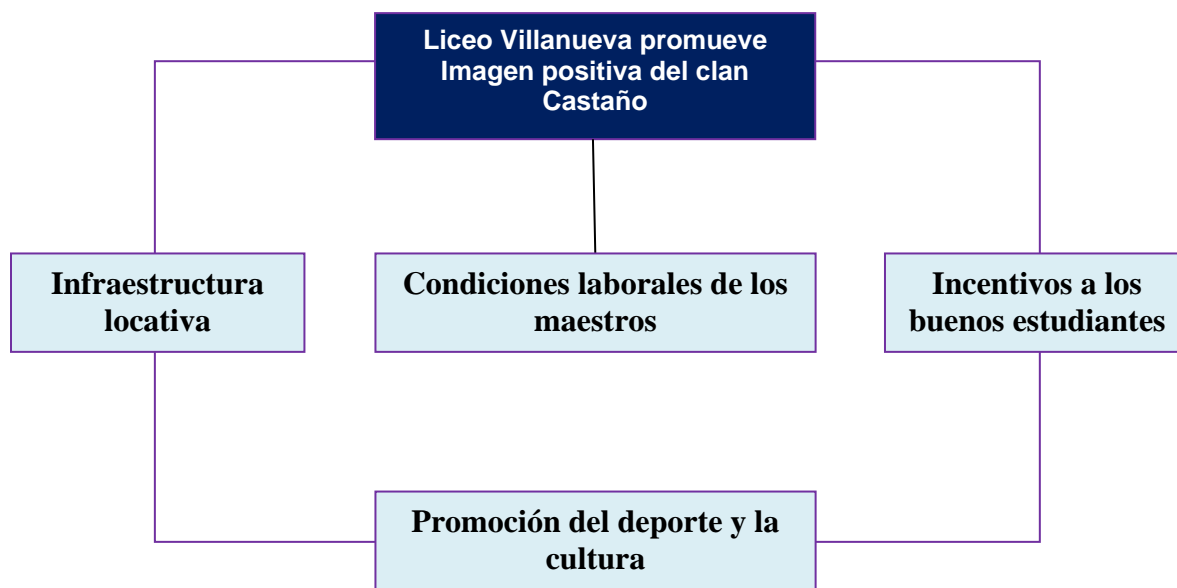 Liceo Villanueva promueve
Imagen positiva del clan
Castaño
Infraestructura
locativa
Condiciones laborales de los
maestros
Incentivos a los
buenos estudiantes
Promoción del deporte y la
cultura